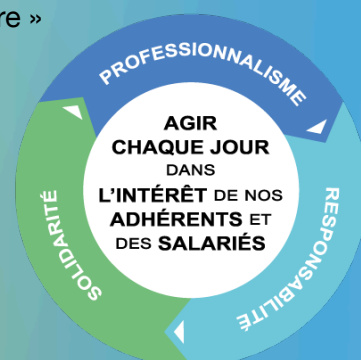 re »
PROFESSIONNALISME
AGIR
CHAQUE JOUR
DANS
L'INTÉRÊT DE NOS
ADHÉRENTS ET
DES SALARIÉS
SOLIDARITÉ
RESPONSABILITÉ